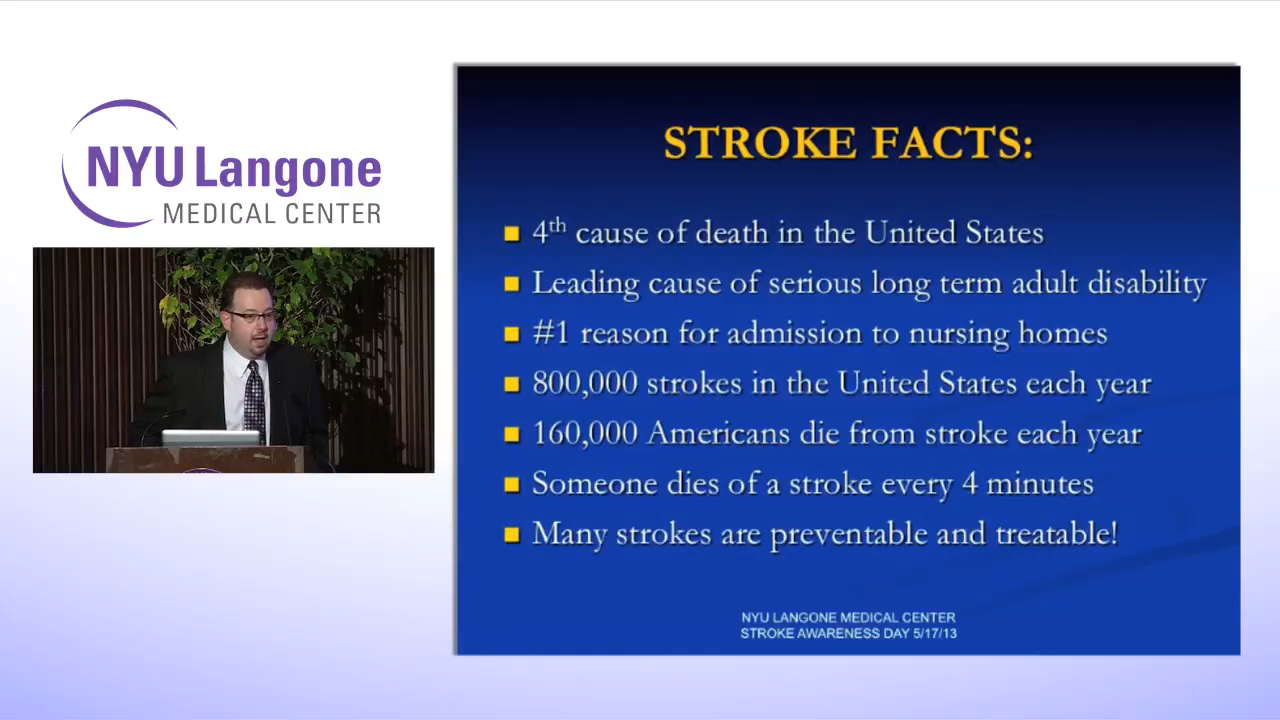 NYU Langone
MEDICAL CENTER
STROKE FACTS:
4th cause of death in the United States
Leading cause of serious long term adult disability
#1 reason for admission to nursing homes
800,000 strokes in the United States each year
160,000 Americans die from stroke each year
Someone dies of a stroke every 4 minutes
Many strokes are preventable and treatable!
NYU LANGONE MEDICAL CENTER
STROKE AWARENESS DAY 5/17/13